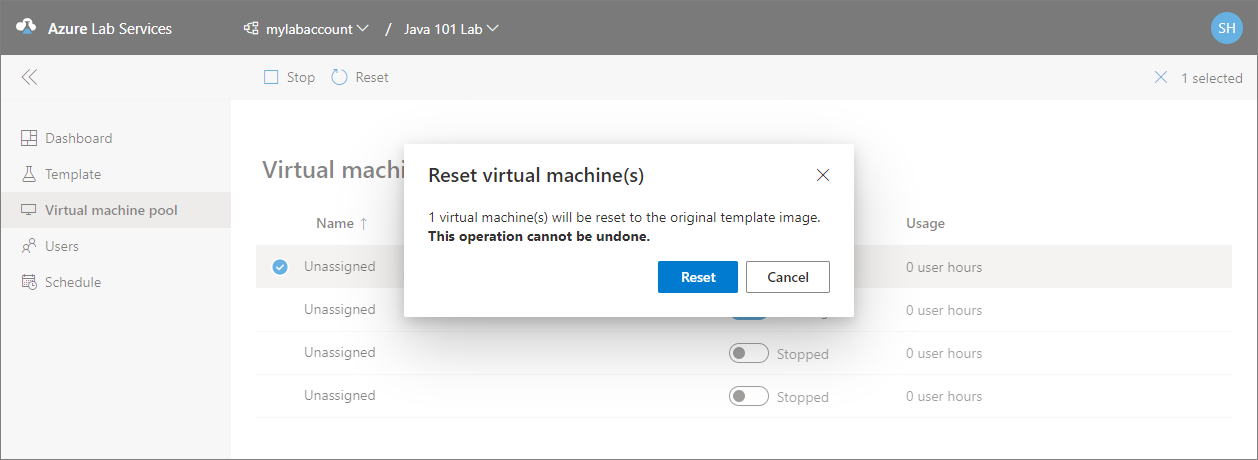 Azure Lab Services
mylabaccount / Java 101 Lab
SH
Stop Reset
1 selected
Dashboard
Template
Virtual machine pool
Users
Schedule
Virtual machi
Name ↑ Usage
Unassigned 0 user hours
Unassigned 0 user hours
Unassigned Stopped 0 user hours
Unassigned Stopped 0 user hours
Reset virtual machine(s)
1 virtual machine(s) will be reset to the original template image.
This operation cannot be undone.
Reset Cancel